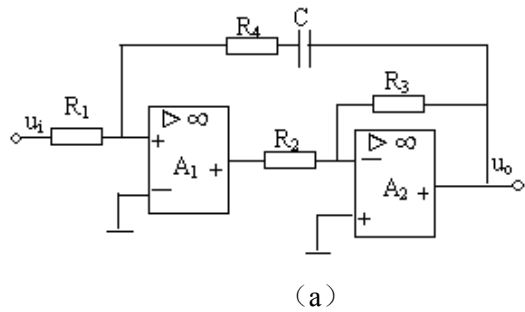 C
R₄
R₃
uᵢ
R₁
▷∞
+
A₁
+
−
R₂
▷∞
−
A₂
+
+
uₒ
（a）